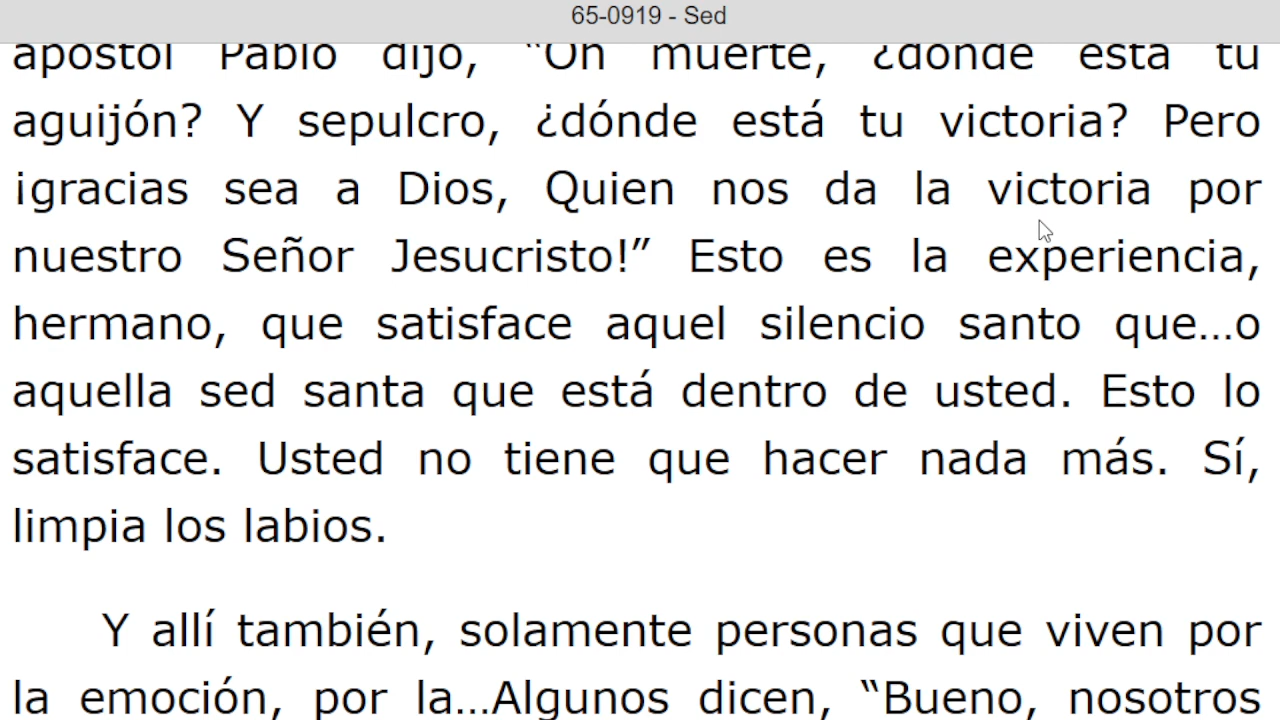 65-0919 - Sed
apóstol Pablo dijo, “Oh muerte, ¿dónde está tu
aguijón? Y sepulcro, ¿dónde está tu victoria? Pero
¡gracias sea a Dios, Quien nos da la victoria por
nuestro Señor Jesucristo!” Esto es la experiencia,
hermano, que satisface aquel silencio santo que…o
aquella sed santa que está dentro de usted. Esto lo
satisface. Usted no tiene que hacer nada más. Sí,
limpia los labios.
Y allí también, solamente personas que viven por
la emoción, por la…Algunos dicen, “Bueno, nosotros